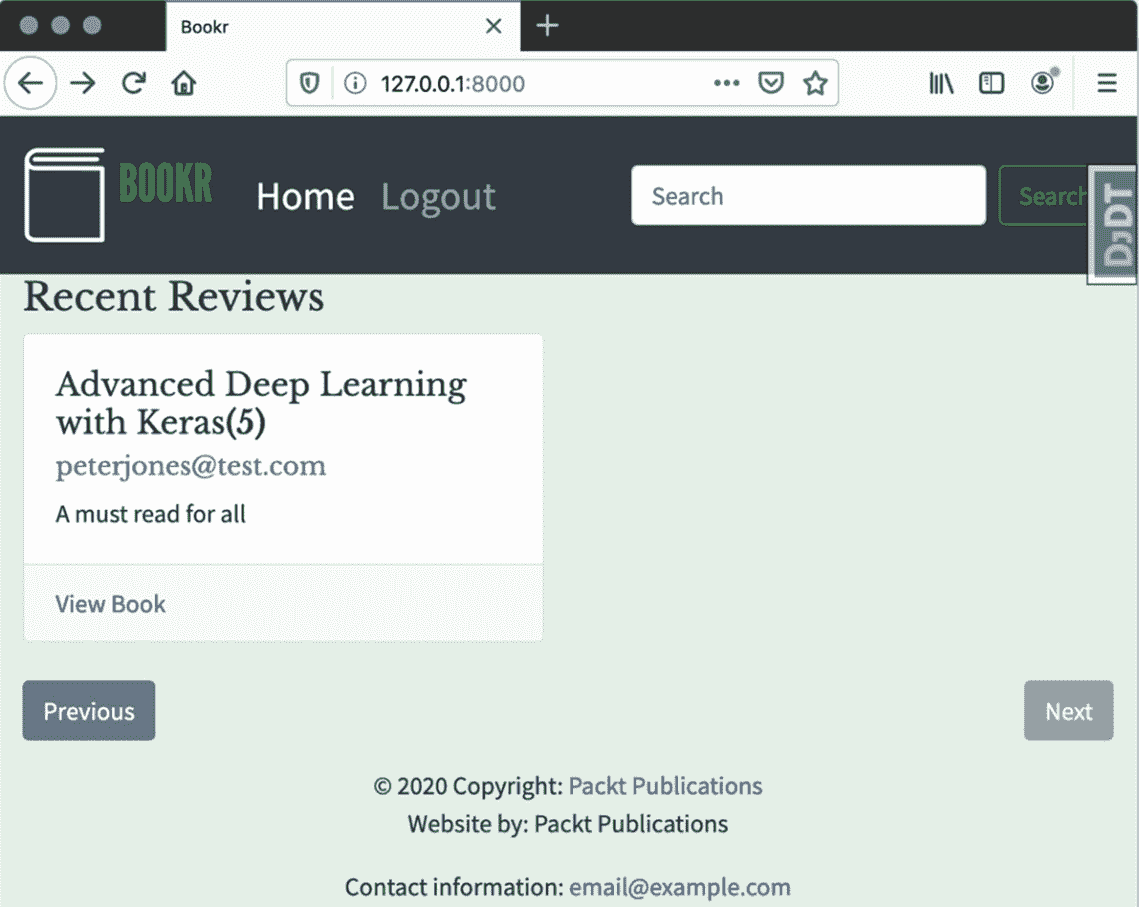 Bookr
127.0.0.1:8000
BOOKR
Home Logout
Search
Search
DJDT
Recent Reviews
Advanced Deep Learning
with Keras(5)
peterjones@test.com
A must read for all
View Book
Previous
Next
© 2020 Copyright: Packt Publications
Website by: Packt Publications
Contact information: email@example.com